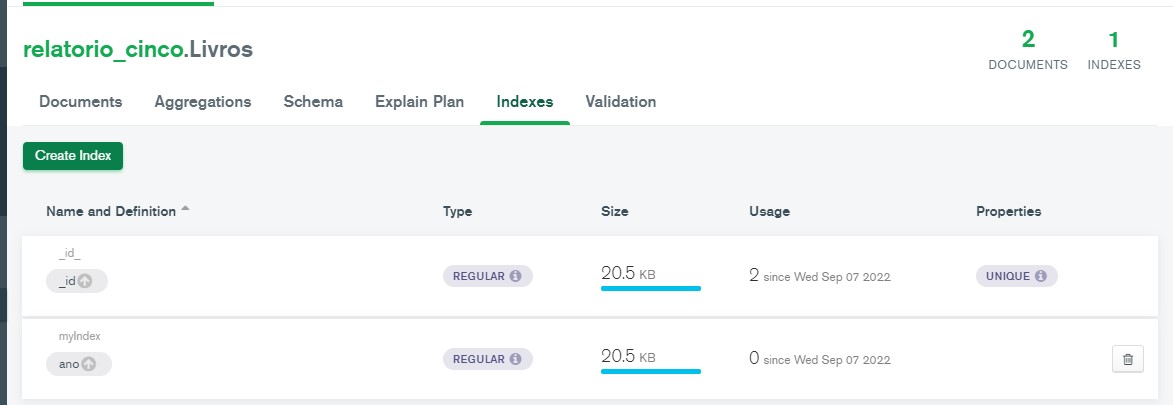 relatorio_cinco.Livros
2 1
DOCUMENTS INDEXES
Documents Aggregations Schema Explain Plan Indexes Validation
Create Index
Name and Definition Type Size Usage Properties
_id_
_id REGULAR 20.5 KB 2 since Wed Sep 07 2022 UNIQUE
myIndex
ano REGULAR 20.5 KB 0 since Wed Sep 07 2022